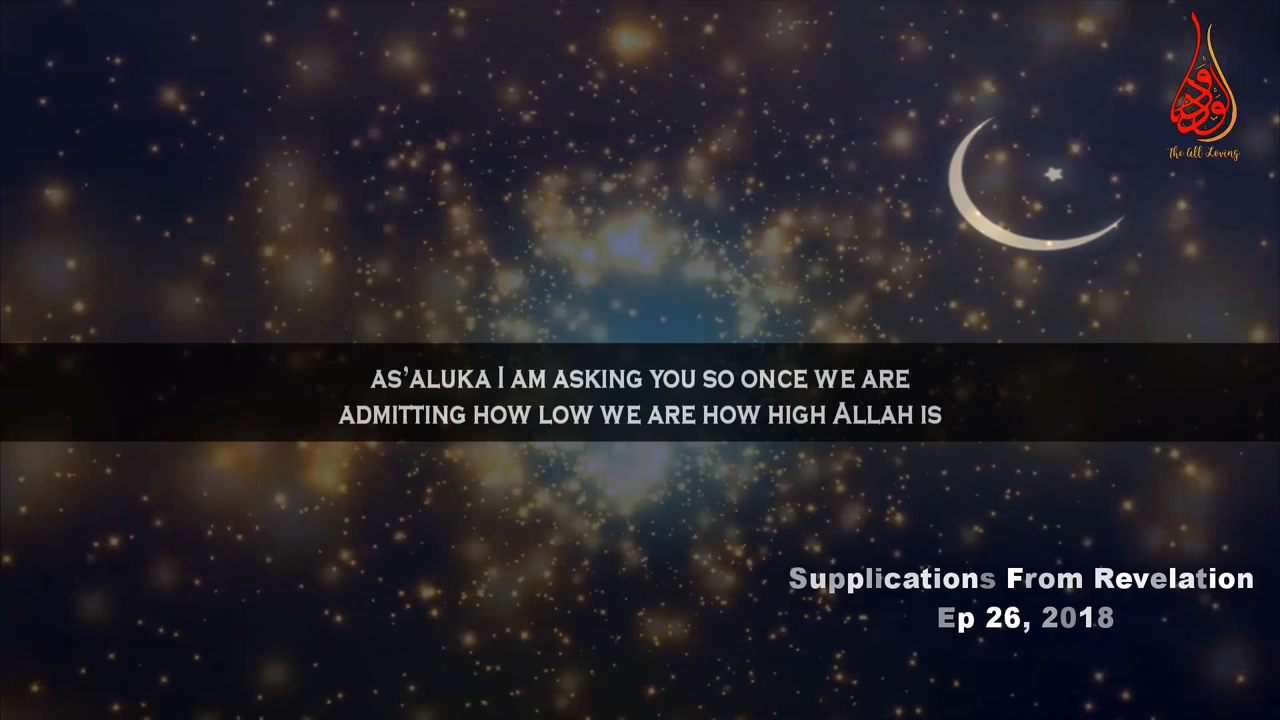 الودود
The All Loving
as'aluka I am asking you so once we are
admitting how low we are how high Allah is
Supplications From Revelation
Ep 26, 2018